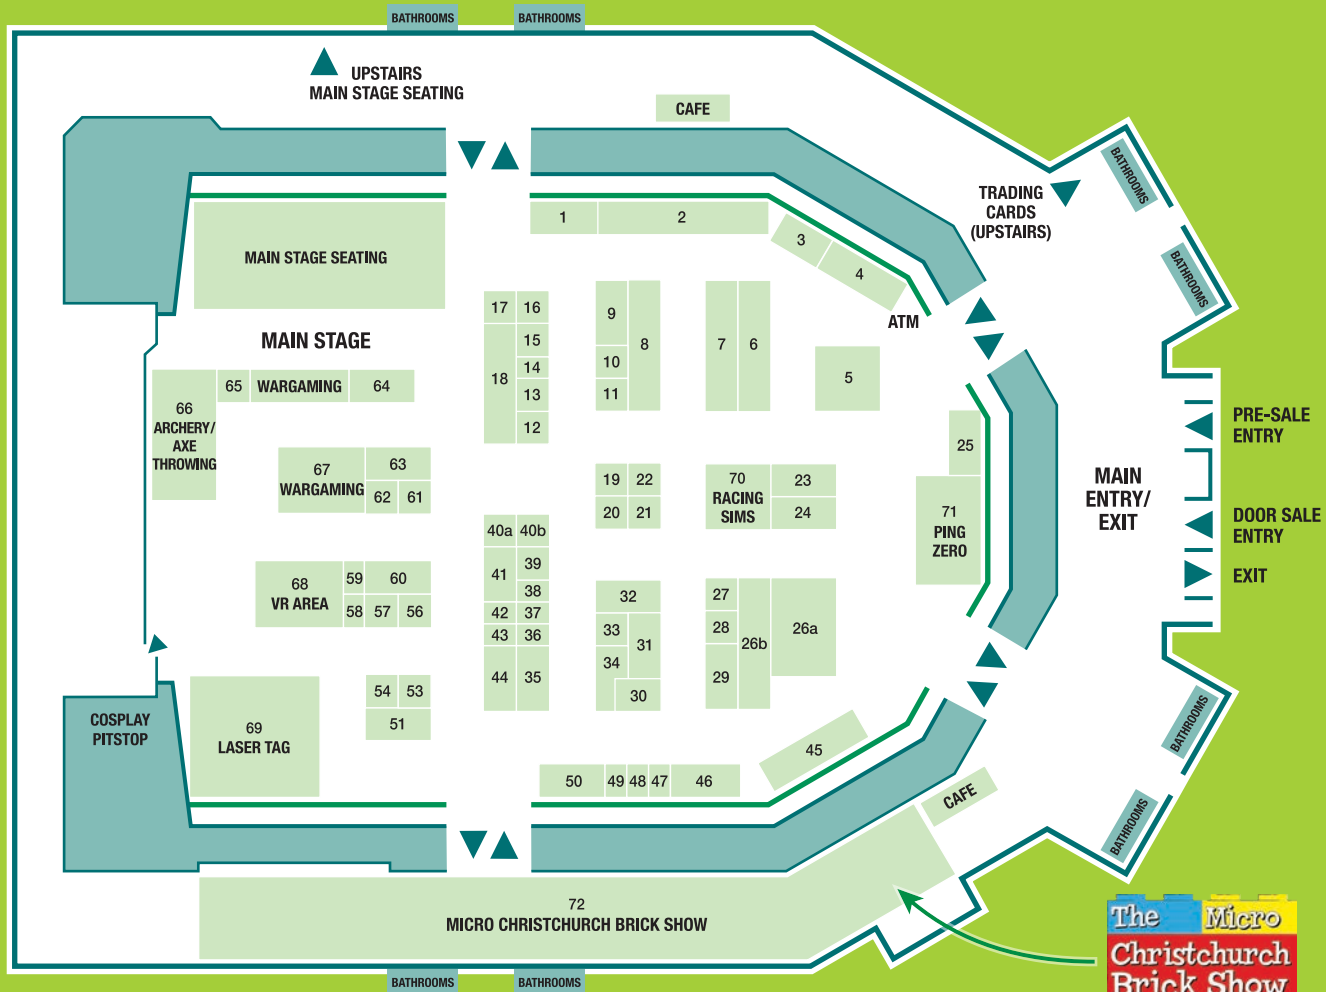 BATHROOMS
BATHROOMS
UPSTAIRS
MAIN STAGE SEATING
CAFE
BATHROOMS
TRADING
CARDS
(UPSTAIRS)
BATHROOMS
1
2
3
4
MAIN STAGE SEATING
ATM
MAIN STAGE
17
16
15
14
13
12
18
9
10
11
8
7
6
5
65
WARGAMING
64
66
ARCHERY/
AXE
THROWING
PRE-SALE
ENTRY
25
67
WARGAMING
63
62
61
19
22
20
21
70
RACING
SIMS
23
24
71
PING
ZERO
MAIN
ENTRY/
EXIT
DOOR SALE
ENTRY
EXIT
40a
40b
41
39
38
42
37
43
36
44
35
68
VR AREA
59
60
58
57
56
32
33
31
34
30
27
28
29
26b
26a
54
53
51
COSPLAY
PITSTOP
69
LASER TAG
50
49
48
47
46
45
BATHROOMS
CAFE
BATHROOMS
72
MICRO CHRISTCHURCH BRICK SHOW
The Micro
Christchurch
Brick Show
BATHROOMS
BATHROOMS